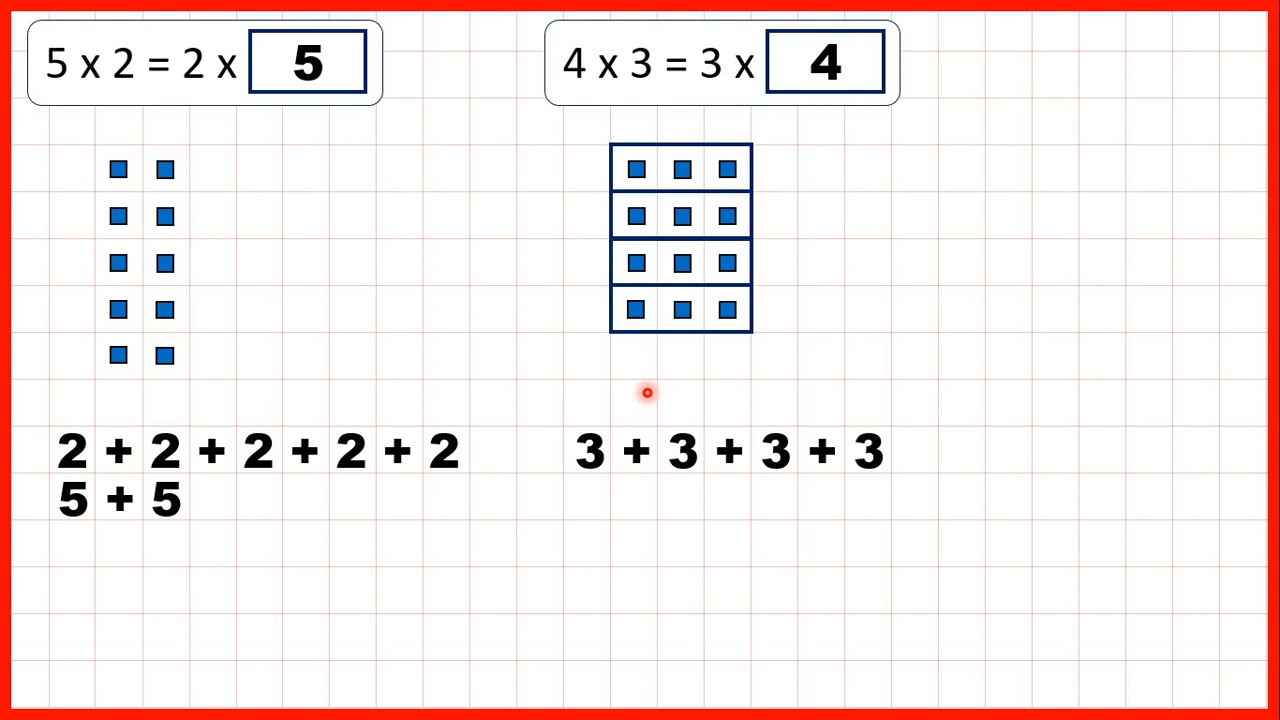 5 x 2 = 2 x 5
4 x 3 = 3 x 4
2 + 2 + 2 + 2 + 2
5 + 5
3 + 3 + 3 + 3